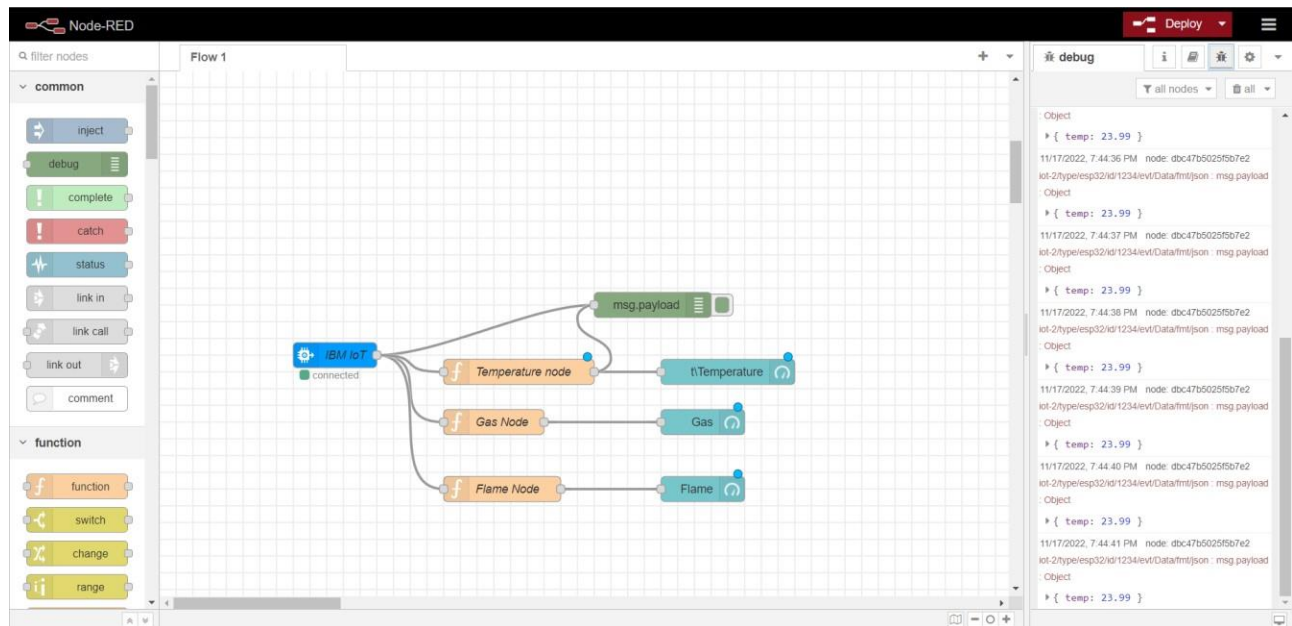 Node-RED
Deploy
filter nodes
Flow 1
debug
i
all nodes
all
common
inject
debug
complete
catch
status
link in
link call
link out
comment
function
function
switch
change
range
msg.payload
IBM IoT
connected
Temperature node
t\Temperature
Gas Node
Gas
Flame Node
Flame
: Object
{ temp: 23.99 }
11/17/2022, 7:44:36 PM node: dbc47b5025f5b7e2
iot-2/type/esp32/id/1234/evt/Data/fmt/json : msg.payload
: Object
{ temp: 23.99 }
11/17/2022, 7:44:37 PM node: dbc47b5025f5b7e2
iot-2/type/esp32/id/1234/evt/Data/fmt/json : msg.payload
: Object
{ temp: 23.99 }
11/17/2022, 7:44:38 PM node: dbc47b5025f5b7e2
iot-2/type/esp32/id/1234/evt/Data/fmt/json : msg.payload
: Object
{ temp: 23.99 }
11/17/2022, 7:44:39 PM node: dbc47b5025f5b7e2
iot-2/type/esp32/id/1234/evt/Data/fmt/json : msg.payload
: Object
{ temp: 23.99 }
11/17/2022, 7:44:40 PM node: dbc47b5025f5b7e2
iot-2/type/esp32/id/1234/evt/Data/fmt/json : msg.payload
: Object
{ temp: 23.99 }
11/17/2022, 7:44:41 PM node: dbc47b5025f5b7e2
iot-2/type/esp32/id/1234/evt/Data/fmt/json : msg.payload
: Object
{ temp: 23.99 }